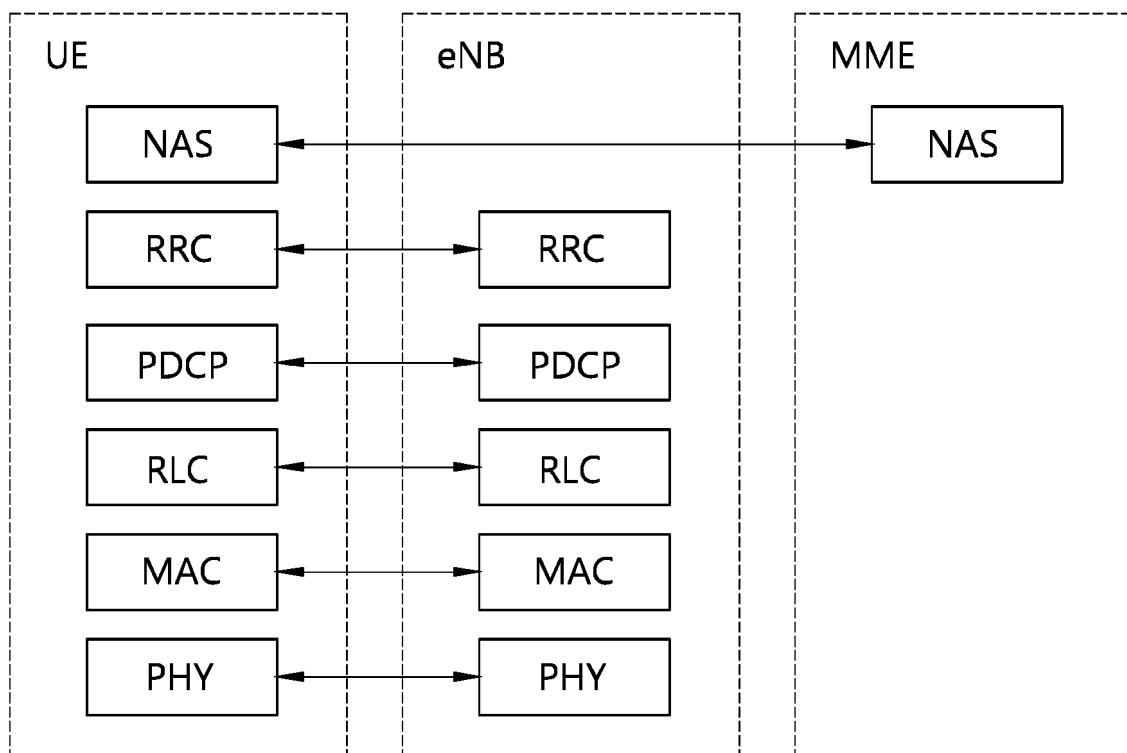 UE eNB MME
NAS NAS
RRC RRC
PDCP PDCP
RLC RLC
MAC MAC
PHY PHY